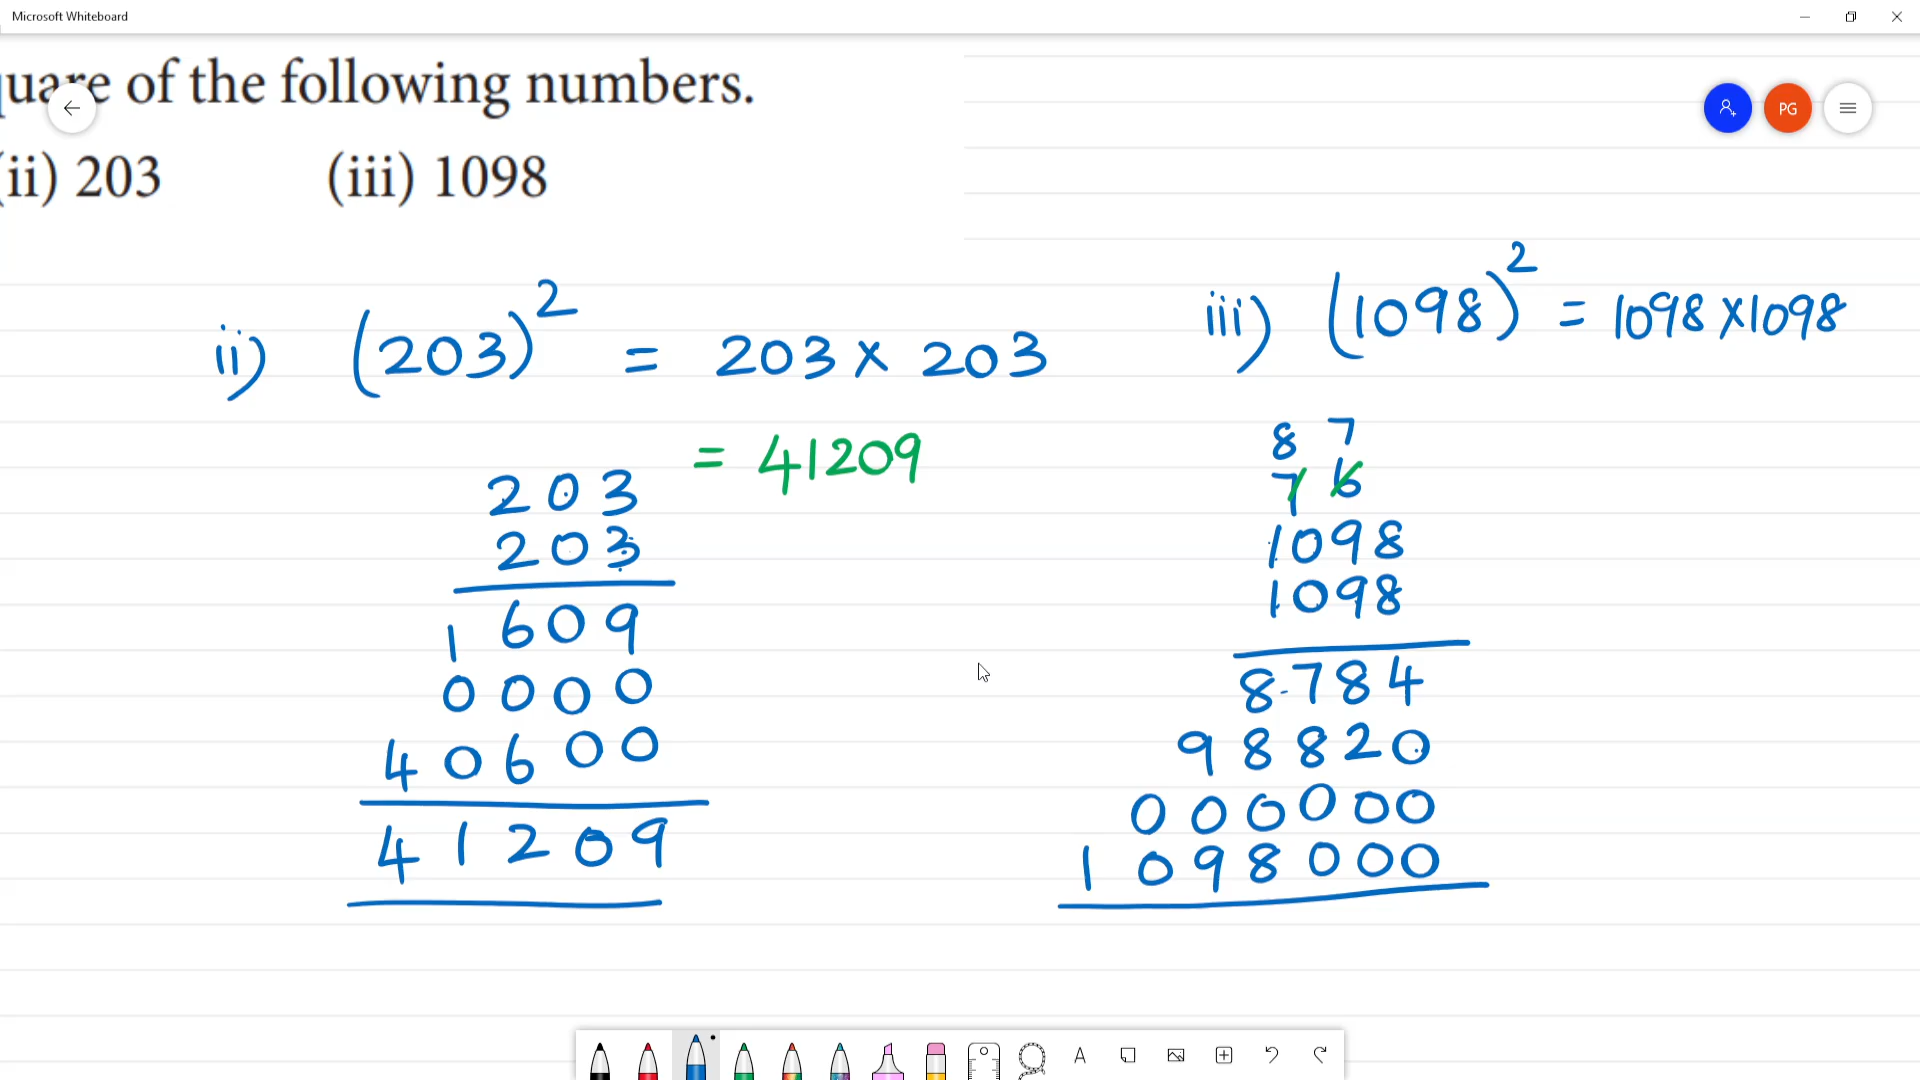 Microsoft Whiteboard
quare of the following numbers.
(ii) 203 (iii) 1098
PG
ii) (203)² = 203 × 203
= 41209
203
203
1609
0000
40600
41209
iii) (1098)² = 1098 × 1098
8 7
7 6
1098
1098
8784
98820
000000
1098000
A